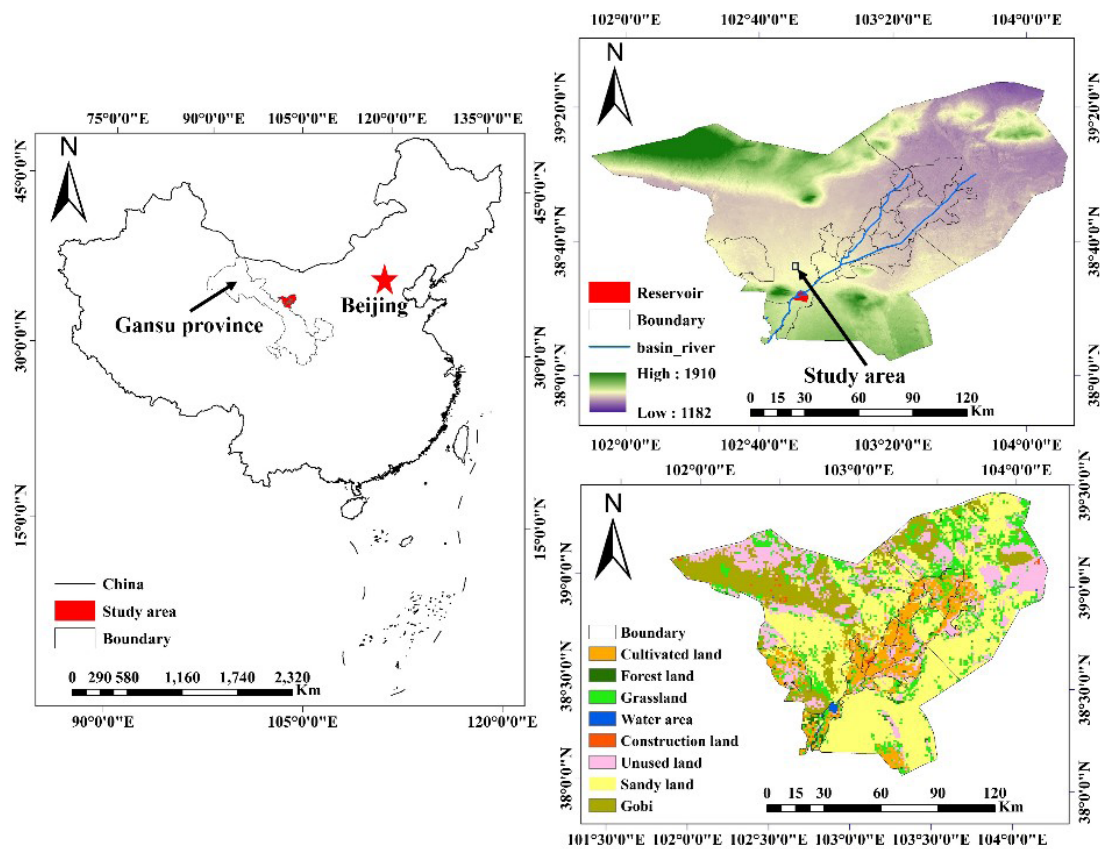 N
75°0'0"E 90°0'0"E 105°0'0"E 120°0'0"E 135°0'0"E
45°0'0"N
30°0'0"N
15°0'0"N
45°0'0"N
30°0'0"N
15°0'0"N
Gansu province
Beijing
China
Study area
Boundary
0 290 580 1,160 1,740 2,320
Km
90°0'0"E 105°0'0"E 120°0'0"E
102°0'0"E 102°40'0"E 103°20'0"E 104°0'0"E
N
39°20'0"N
38°40'0"N
38°0'0"N
39°20'0"N
38°40'0"N
38°0'0"N
Reservoir
Boundary
basin_river
High : 1910
Low : 1182
Study area
0 15 30 60 90 120
Km
102°0'0"E 102°40'0"E 103°20'0"E 104°0'0"E
102°0'0"E 103°0'0"E 104°0'0"E
N
39°0'0"N
38°30'0"N
38°0'0"N
39°30'0"N
39°0'0"N
38°30'0"N
38°0'0"N
Boundary
Cultivated land
Forest land
Grassland
Water area
Construction land
Unused land
Sandy land
Gobi
0 15 30 60 90 120
Km
101°30'0"E 102°0'0"E 102°30'0"E 103°0'0"E 103°30'0"E 104°0'0"E